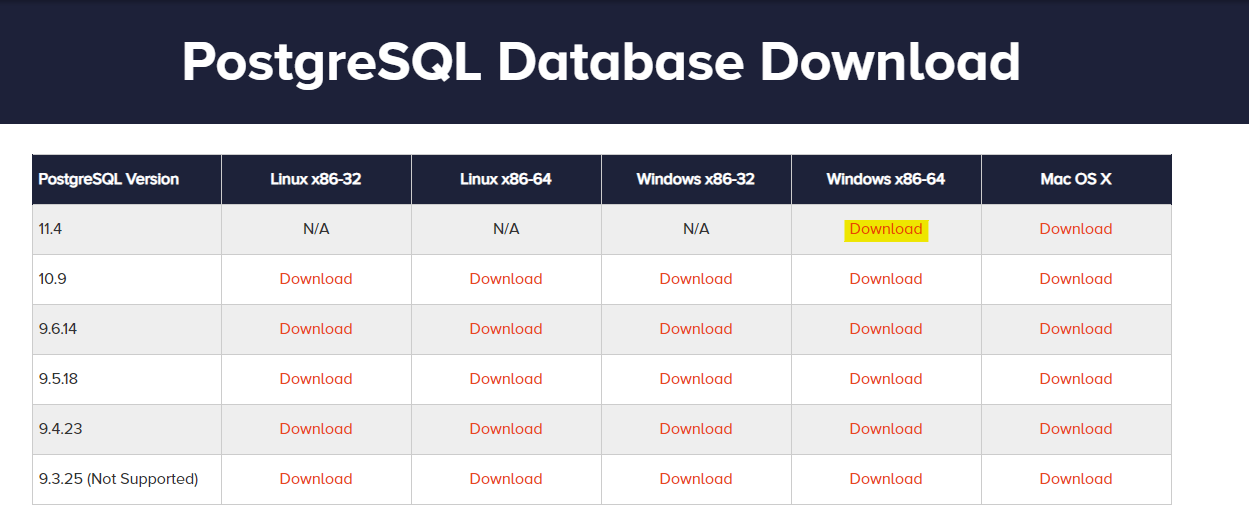 PostgreSQL Database Download
PostgreSQL Version Linux x86-32 Linux x86-64 Windows x86-32 Windows x86-64 Mac OS X
11.4 N/A N/A N/A Download Download
10.9 Download Download Download Download Download
9.6.14 Download Download Download Download Download
9.5.18 Download Download Download Download Download
9.4.23 Download Download Download Download Download
9.3.25 (Not Supported) Download Download Download Download Download